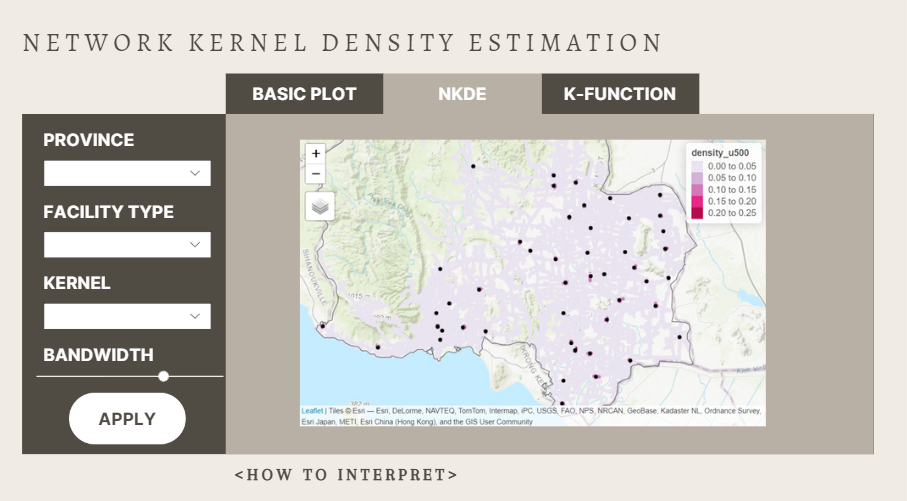 NETWORK KERNEL DENSITY ESTIMATION
BASIC PLOT
NKDE
K-FUNCTION
PROVINCE
FACILITY TYPE
KERNEL
BANDWIDTH
APPLY
+
−
density_u500
0.00 to 0.05
0.05 to 0.10
0.10 to 0.15
0.15 to 0.20
0.20 to 0.25
SIHANOUKVILLE
1015 m
382 m
Leaflet | Tiles © Esri — Esri, DeLorme, NAVTEQ, TomTom, Intermap, iPC, USGS, FAO, NPS, NRCAN, GeoBase, Kadaster NL, Ordnance Survey,
Esri Japan, METI, Esri China (Hong Kong), and the GIS User Community
<HOW TO INTERPRET>